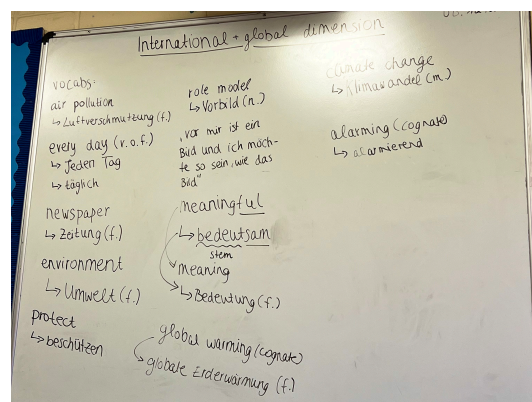 International + global dimension
vocabs:
air pollution
↳ Luftverschmutzung (f.)
every day (r.o.f.)
↳ Jeden Tag
↳ täglich
newspaper
↳ Zeitung (f.)
environment
↳ Umwelt (f.)
protect
↳ beschützen
role model
↳ Vorbild (n.)
"vor mir ist ein
Bild und ich möch-
te so sein, wie das
Bild"
meaningful
↳ bedeutsam
stem
meaning
↳ Bedeutung (f.)
global warming (cognate)
↳ globale Erderwärmung (f.)
climate change
↳ Klimawandel (m.)
alarming (cognate)
↳ alarmierend